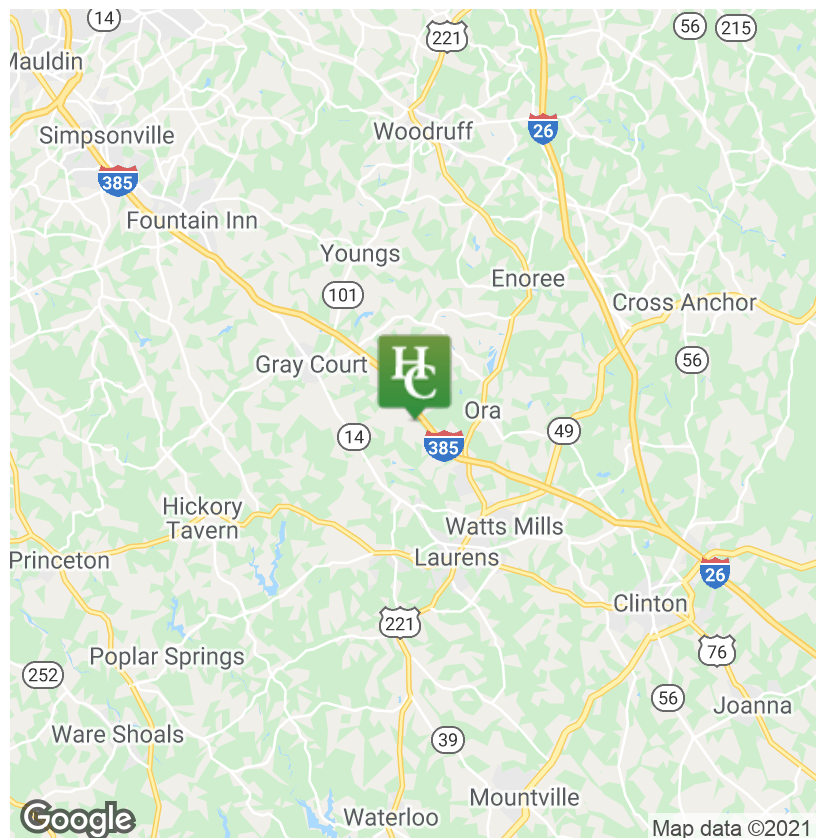 14
221
56
215
Mauldin
Simpsonville
Woodruff
26
385
Fountain Inn
Youngs
Enoree
101
Cross Anchor
Gray Court
HC
56
Ora
14
385
49
Hickory
Tavern
Watts Mills
Princeton
Laurens
26
Clinton
221
Poplar Springs
76
252
56
Joanna
Ware Shoals
39
Mountville
Waterloo
Google
Map data ©2021